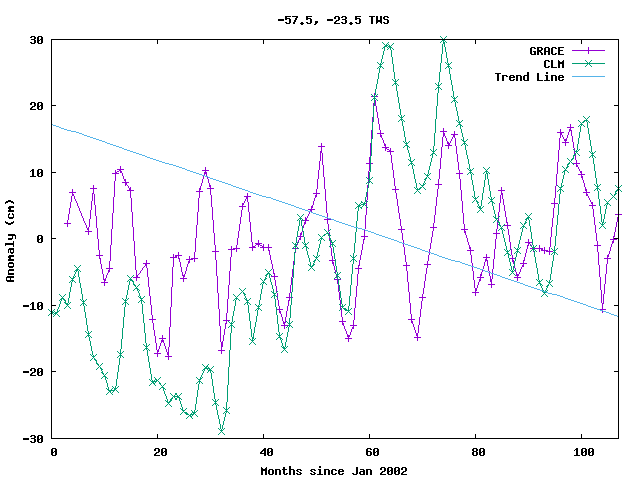 -57.5, -23.5 TWS
GRACE
CLM
Trend Line
30
20
10
0
-10
-20
-30
Anomaly (cm)
0 20 40 60 80 100
Months since Jan 2002